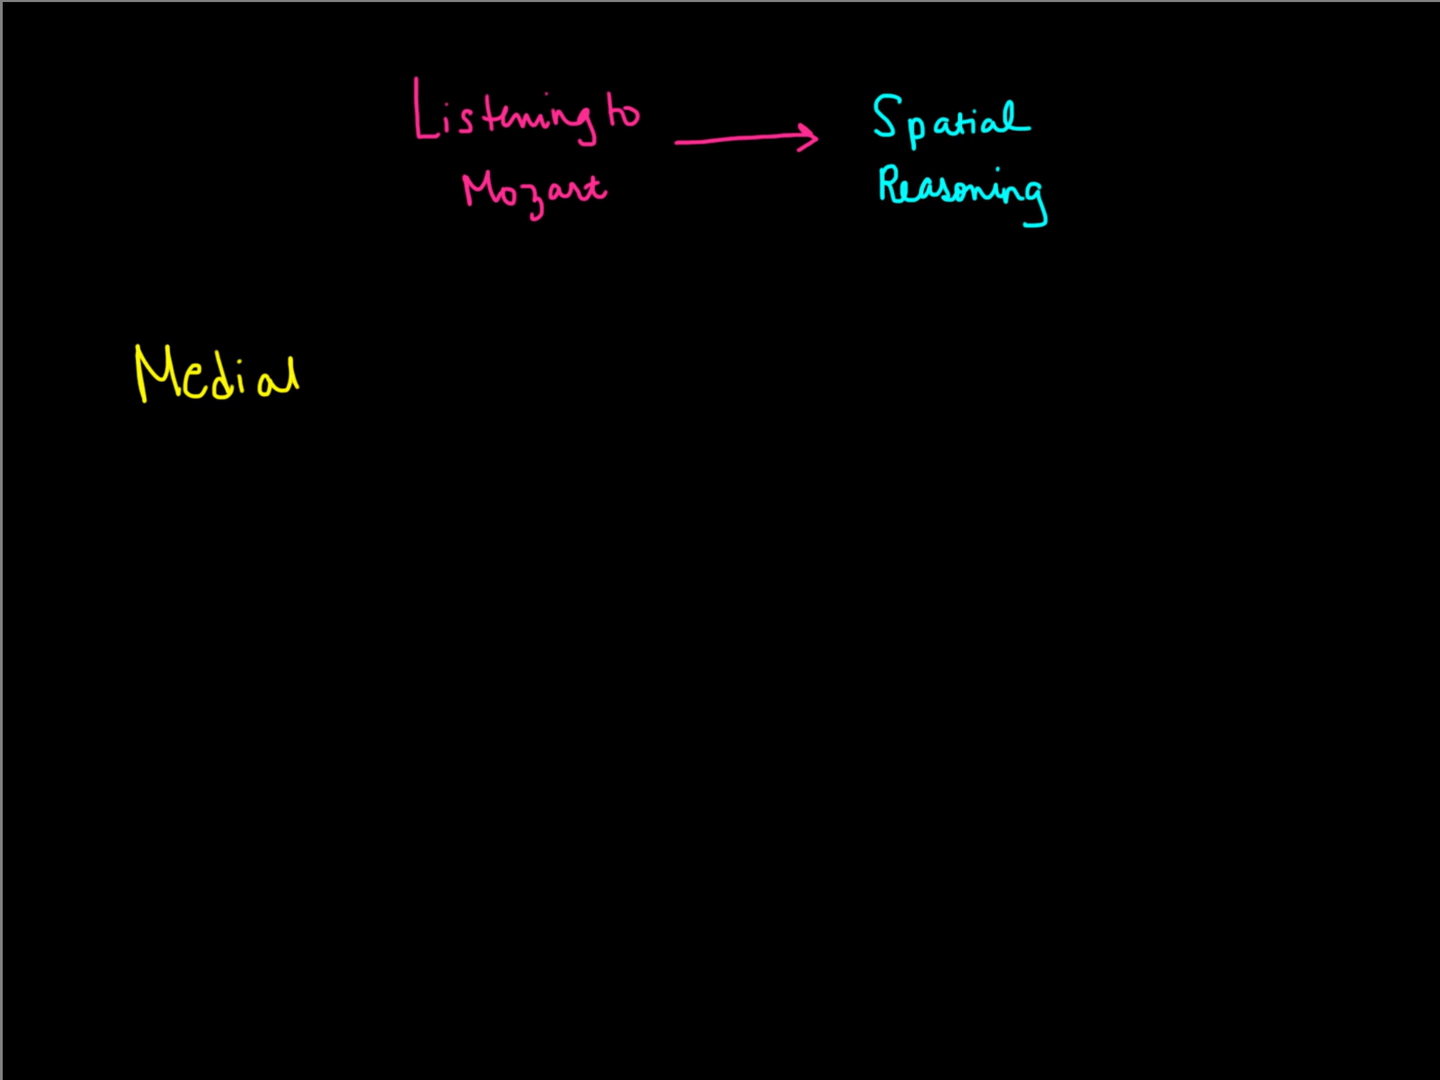 Listening to
Mozart
Spatial
Reasoning
Medial